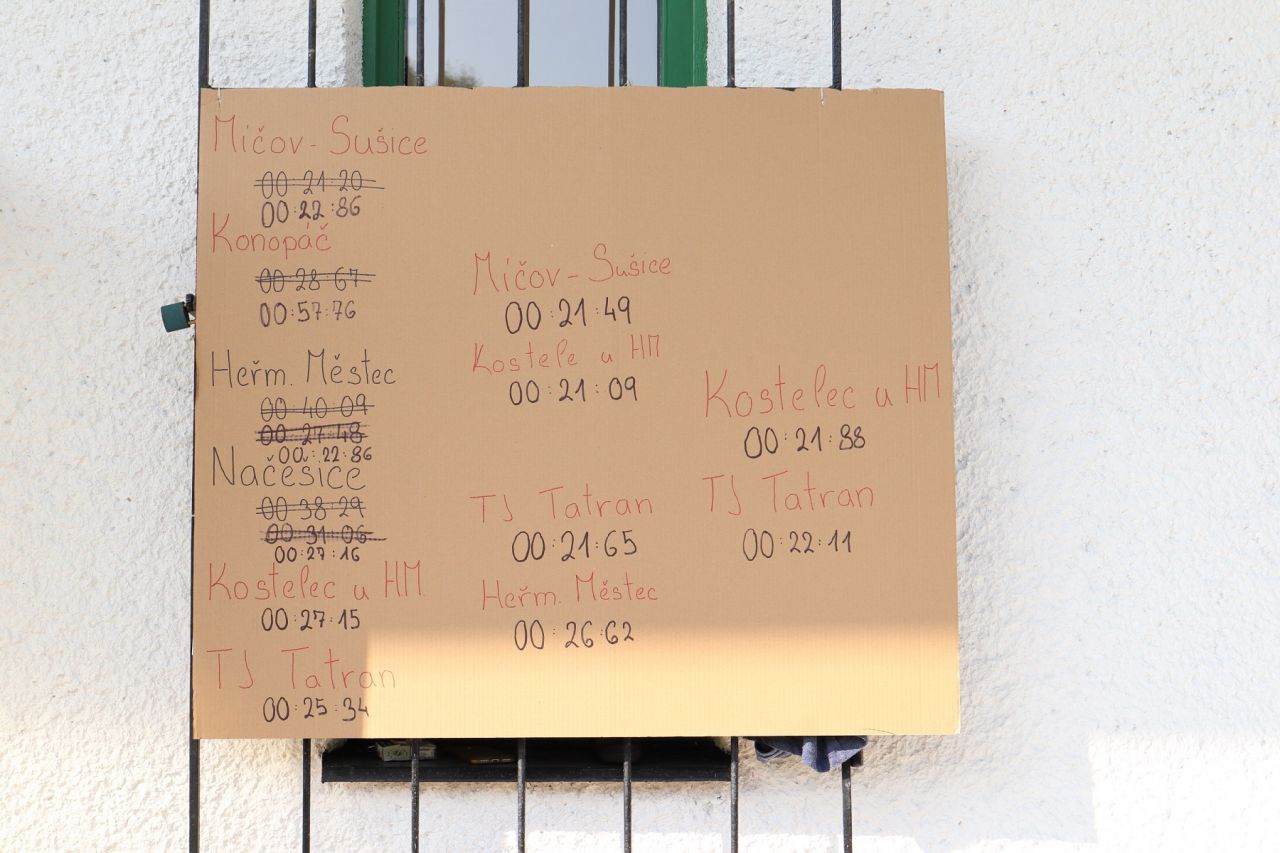 Míčov-Sušice
00:21:20
00:22:86
Konopáč
00:28:67
00:57:76
Heřm. Městec
00:40:09
00:27:48
00:22:86
Načešice
00:38:29
00:31:06
00:27:16
Kostelec u HM.
00:27:15
TJ Tatran
00:25:34
Míčov-Sušice
00:21:49
Kostele u HM
00:21:09
TJ Tatran
00:21:65
Heřm. Městec
00:26:62
Kostelec u HM
00:21:88
TJ Tatran
00:22:11